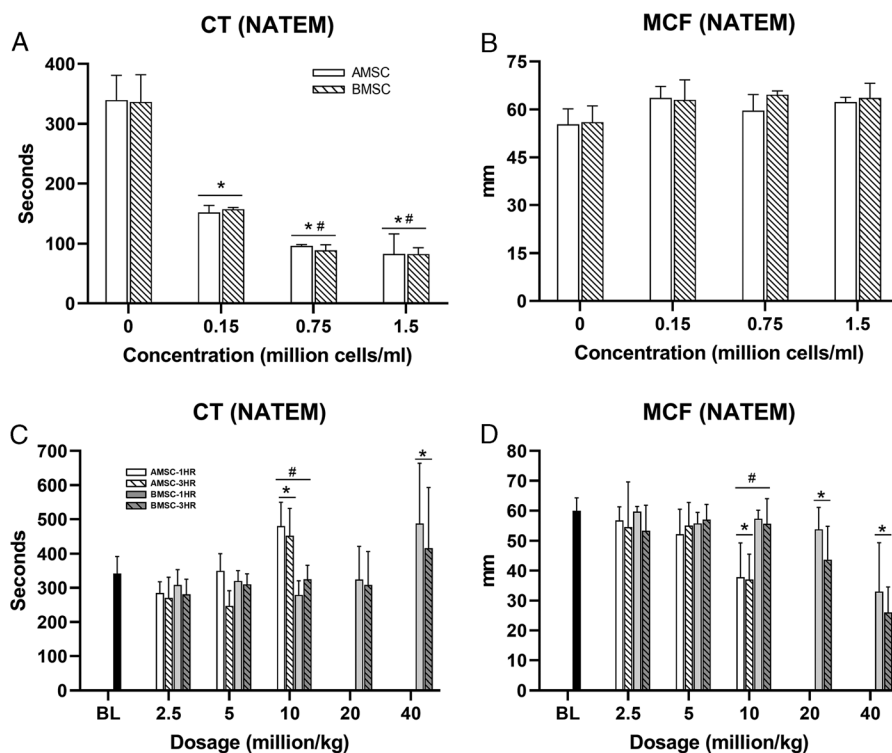 A
CT (NATEM)
400
300
200
100
0
Seconds
AMSC
BMSC
*
* #
* #
0 0.15 0.75 1.5
Concentration (million cells/ml)
B
MCF (NATEM)
75
60
45
30
15
0
mm
0 0.15 0.75 1.5
Concentration (million cells/ml)
C
CT (NATEM)
700
600
500
400
300
200
100
0
Seconds
AMSC-1HR
AMSC-3HR
BMSC-1HR
BMSC-3HR
#
*
*
BL 2.5 5 10 20 40
Dosage (million/kg)
D
MCF (NATEM)
80
70
60
50
40
30
20
10
0
mm
#
*
*
*
BL 2.5 5 10 20 40
Dosage (million/kg)